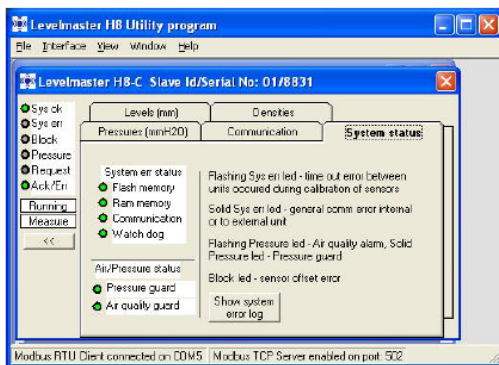 Levelmaster H8 Utility program
File Interface View Window Help
Levelmaster H8-C Slave Id/Serial No: 01/8831
Sys ok
Sys err
Block
Pressure
Request
Ack/Err
Running
Measure
<<
Levels (mm)
Densities
Pressures (mmH2O)
Communication
System status
System err status
Flash memory
Ram memory
Communication
Watch dog
Air/Pressure status
Pressure guard
Air quality guard
Flashing Sys err led - time out error between
units occured during calibration of sensors
Solid Sys err led - general comm error internal
or to external unit
Flashing Pressure led - Air quality alarm, Solid
Pressure led - Pressure guard
Block led - sensor offset error
Show system
error log
Modbus RTU Client connected on COM5
Modbus TCP Server enabled on port: 502